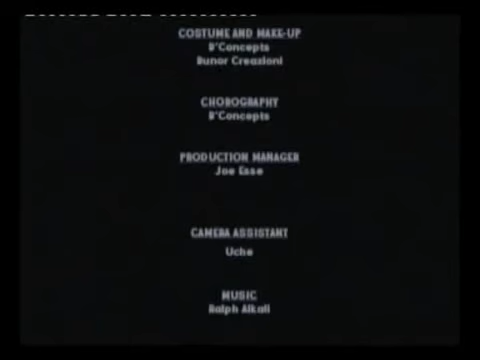 COSTUME AND MAKE-UP
B'Concepts
Bunor Creazioni
CHOROGRAPHY
B'Concepts
PRODUCTION MANAGER
Joe Esse
CAMERA ASSISTANT
Uche
MUSIC
Ralph Alkali